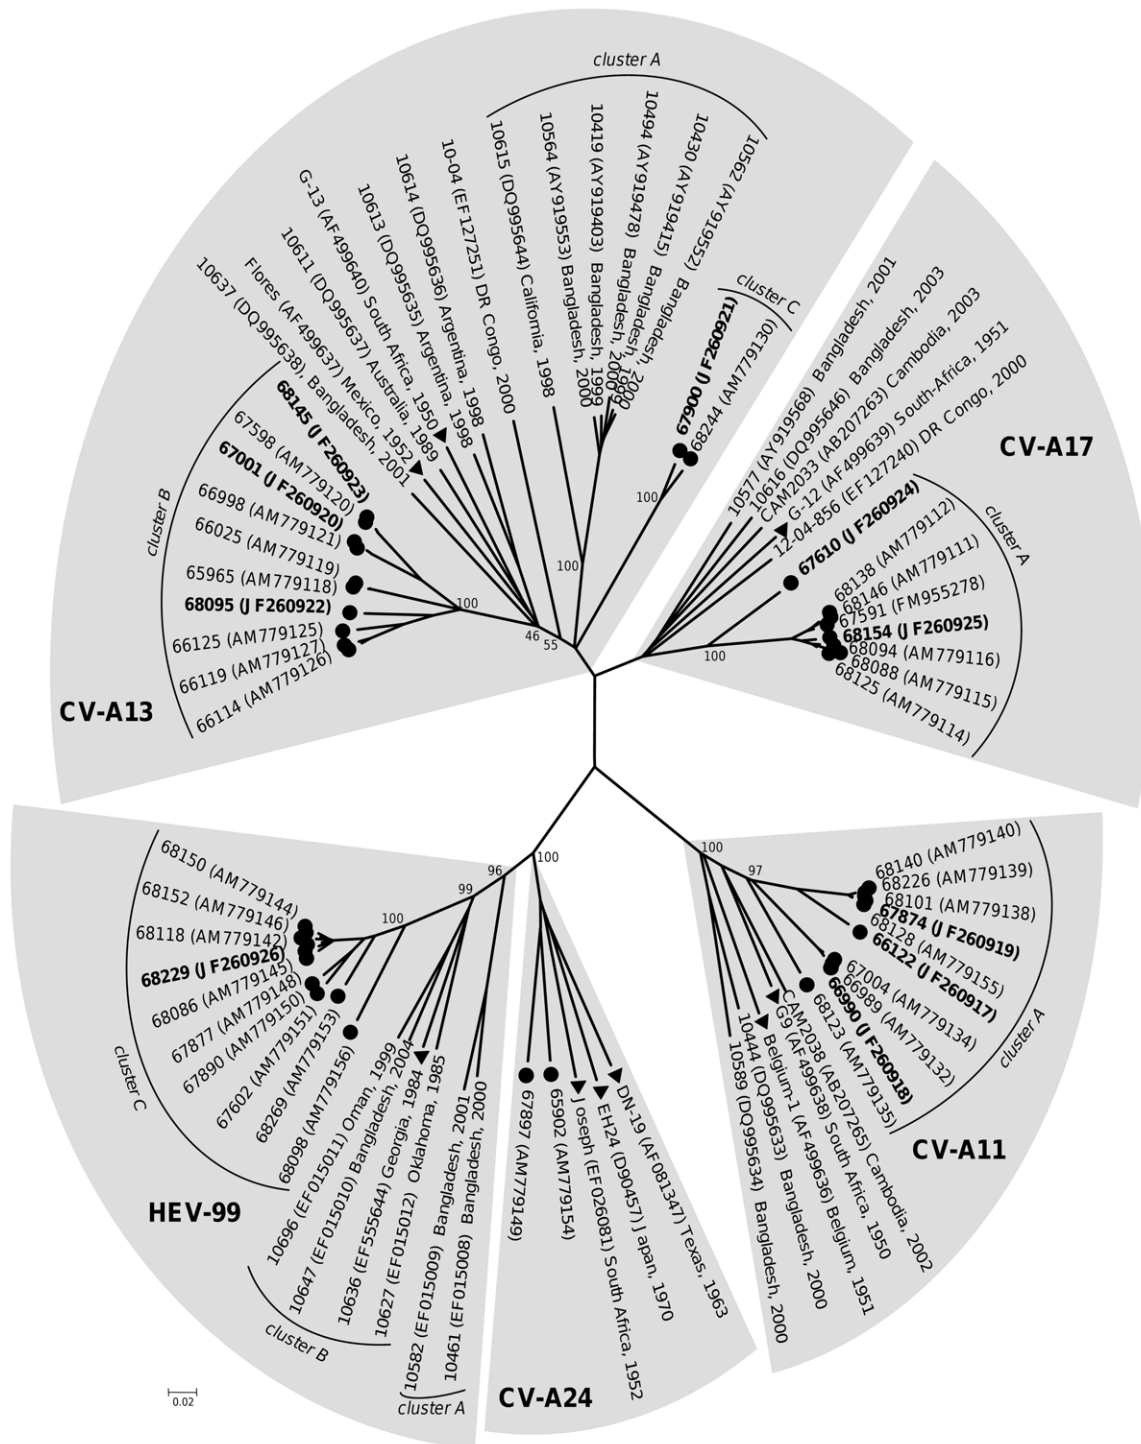 cluster A
10615 (DQ995644) California, 1998
10564 (AY919553) Bangladesh, 2000
10419 (AY919403) Bangladesh, 1999
10494 (AY919478) Bangladesh, 2000
10430 (AY919415) Bangladesh, 1999
10562 (AY919552) Bangladesh, 2000
10-04 (EF127251) DR Congo, 2000
10614 (DQ995636) Argentina, 1998
10613 (DQ995635) Argentina, 1998
G-13 (AF499640) South Africa, 1950
10611 (DQ995637) Australia, 1989
Flores (AF499637) Mexico, 1952
10637 (DQ995638), Bangladesh, 2001
cluster C
67900 (JF260921)
68244 (AM779130)
100
100
cluster B
68145 (JF260923)
67598 (AM779120)
67001 (JF260920)
66998 (AM779121)
66025 (AM779119)
65965 (AM779118)
68095 (JF260922)
66125 (AM779125)
66119 (AM779127)
66114 (AM779126)
100
46
55
CV-A13
10577 (AY919568) Bangladesh, 2001
10616 (DQ995646) Bangladesh, 2003
CAM2033 (AB207263) Cambodia, 2003
G-12 (AF499639) South-Africa, 1951
12-04-856 (EF127240) DR Congo, 2000
CV-A17
cluster A
67610 (JF260924)
68138 (AM779112)
68146 (AM779111)
67591 (FM955278)
68154 (JF260925)
68094 (AM779116)
68088 (AM779115)
68125 (AM779114)
100
100
96
99
100
68150 (AM779144)
68152 (AM779146)
68118 (AM779142)
68229 (JF260926)
68086 (AM779145)
67877 (AM779148)
67890 (AM779150)
67602 (AM779151)
68269 (AM779153)
68098 (AM779156)
cluster C
HEV-99
10696 (EF015011) Oman, 1999
10647 (EF015010) Bangladesh, 2004
10636 (EF555644) Georgia, 1984
10627 (EF015012) Oklahoma, 1985
cluster B
10582 (EF015009) Bangladesh, 2001
10461 (EF015008) Bangladesh, 2000
cluster A
67897 (AM779149)
65902 (AM779154)
Joseph (EF026081) South Africa, 1952
EH24 (D90457) Japan, 1970
DN-19 (AF081347) Texas, 1963
CV-A24
100
97
68140 (AM779140)
68226 (AM779139)
68101 (AM779138)
67874 (JF260919)
68128 (AM779155)
66122 (JF260917)
67004 (AM779134)
66989 (AM779132)
66990 (JF260918)
68123 (AM779135)
cluster A
CV-A11
CAM2038 (AB207265) Cambodia, 2002
G9 (AF499638) South Africa, 1950
Belgium-1 (AF499636) Belgium, 1951
10444 (DQ995633) Bangladesh, 2000
10589 (DQ995634) Bangladesh, 2000
0.02